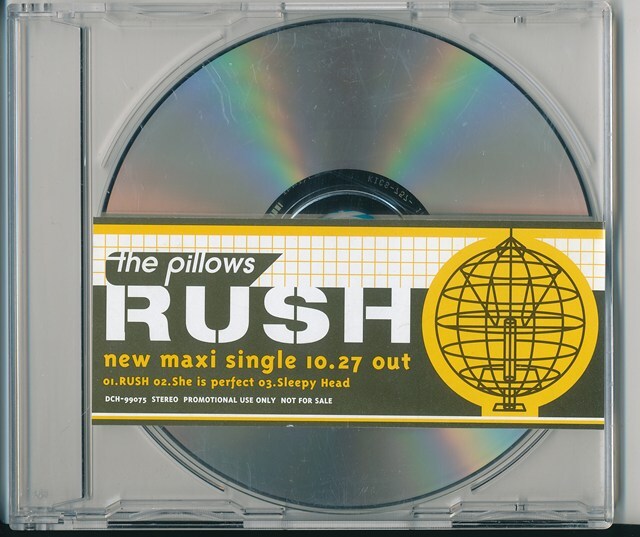 the pillows
RUSH
new maxi single 10.27 out
01.RUSH 02.She is perfect 03.Sleepy Head
DCH-99075 STEREO PROMOTIONAL USE ONLY NOT FOR SALE